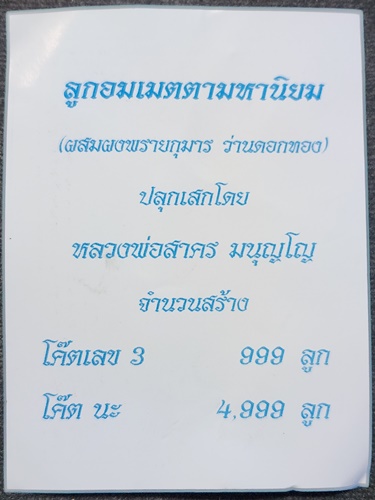 ลูกอมเมตตามหานิยม
(ผสมผงพรายกุมาร ว่านดอกทอง)
ปลุกเสกโดย
หลวงพ่อสาคร มนุญโญ
จำนวนสร้าง
โค๊ตเลข 3 999 ลูก
โค๊ต นะ 4,999 ลูก